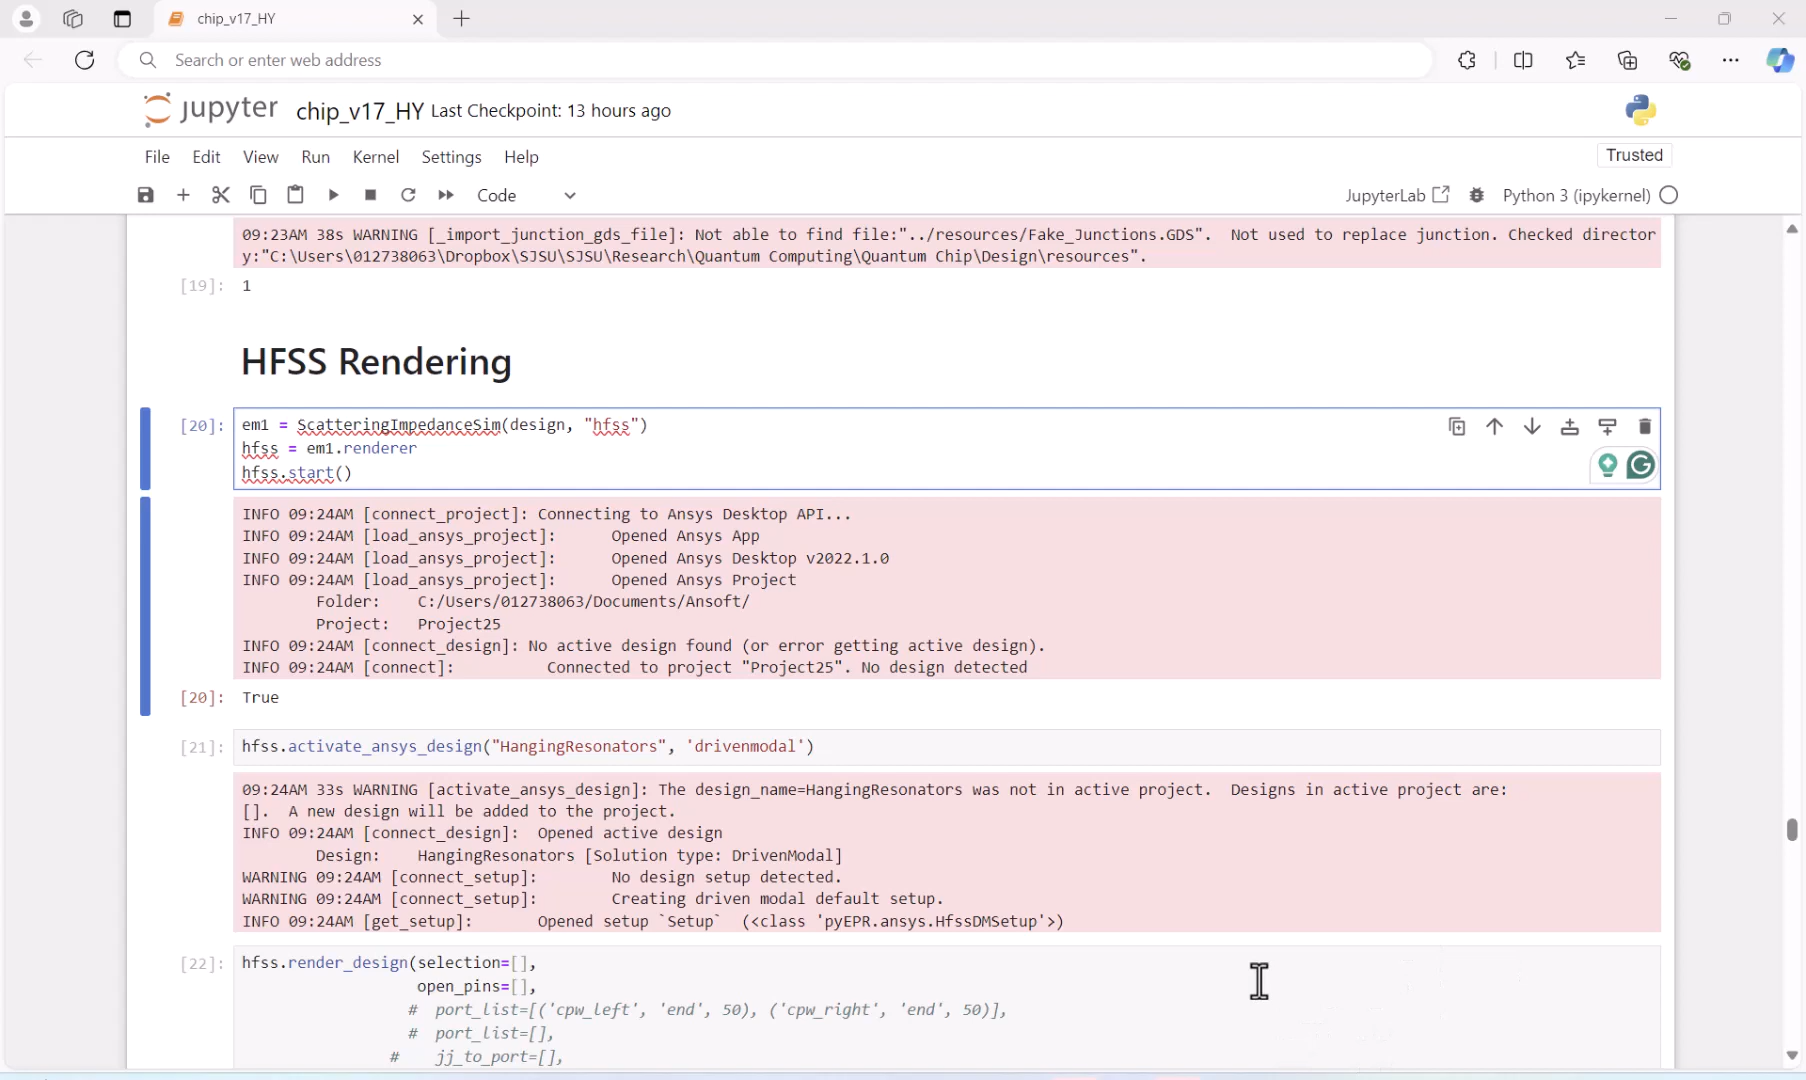 chip_v17_HY
Search or enter web address
jupyter chip_v17_HY Last Checkpoint: 13 hours ago
File Edit View Run Kernel Settings Help
Trusted
Code
JupyterLab Python 3 (ipykernel)
09:23AM 38s WARNING [_import_junction_gds_file]: Not able to find file:"../resources/Fake_Junctions.GDS".  Not used to replace junction. Checked director
y:"C:\Users\012738063\Dropbox\SJSU\SJSU\Research\Quantum Computing\Quantum Chip\Design\resources".
[19]: 1
HFSS Rendering
[20]: em1 = ScatteringImpedanceSim(design, "hfss")
hfss = em1.renderer
hfss.start()
INFO 09:24AM [connect_project]: Connecting to Ansys Desktop API...
INFO 09:24AM [load_ansys_project]: Opened Ansys App
INFO 09:24AM [load_ansys_project]: Opened Ansys Desktop v2022.1.0
INFO 09:24AM [load_ansys_project]: Opened Ansys Project
Folder: C:/Users/012738063/Documents/Ansoft/
Project: Project25
INFO 09:24AM [connect_design]: No active design found (or error getting active design).
INFO 09:24AM [connect]: Connected to project "Project25". No design detected
[20]: True
[21]: hfss.activate_ansys_design("HangingResonators", 'drivenmodal')
09:24AM 33s WARNING [activate_ansys_design]: The design_name=HangingResonators was not in active project.  Designs in active project are:
[].  A new design will be added to the project.
INFO 09:24AM [connect_design]: Opened active design
Design: HangingResonators [Solution type: DrivenModal]
WARNING 09:24AM [connect_setup]: No design setup detected.
WARNING 09:24AM [connect_setup]: Creating driven modal default setup.
INFO 09:24AM [get_setup]: Opened setup `Setup` (<class 'pyEPR.ansys.HfssDMSetup'>)
[22]: hfss.render_design(selection=[],
open_pins=[],
# port_list=[('cpw_left', 'end', 50), ('cpw_right', 'end', 50)],
# port_list=[],
# jj_to_port=[],